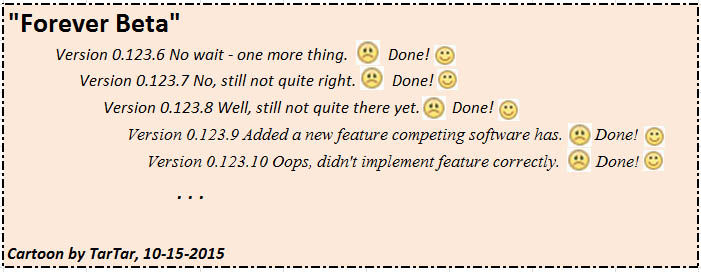 "Forever Beta"
Version 0.123.6 No wait - one more thing. Done!
Version 0.123.7 No, still not quite right. Done!
Version 0.123.8 Well, still not quite there yet. Done!
Version 0.123.9 Added a new feature competing software has. Done!
Version 0.123.10 Oops, didn't implement feature correctly. Done!
. . .
Cartoon by TarTar, 10-15-2015